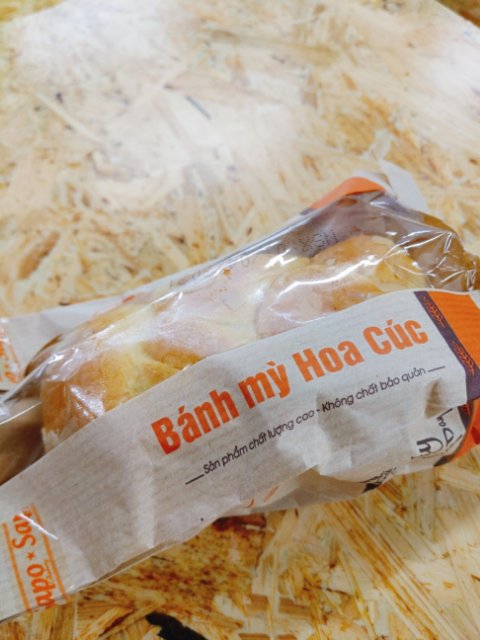 Bánh mỳ Hoa Cúc
Sản phẩm chất lượng cao - Không chất bảo quản